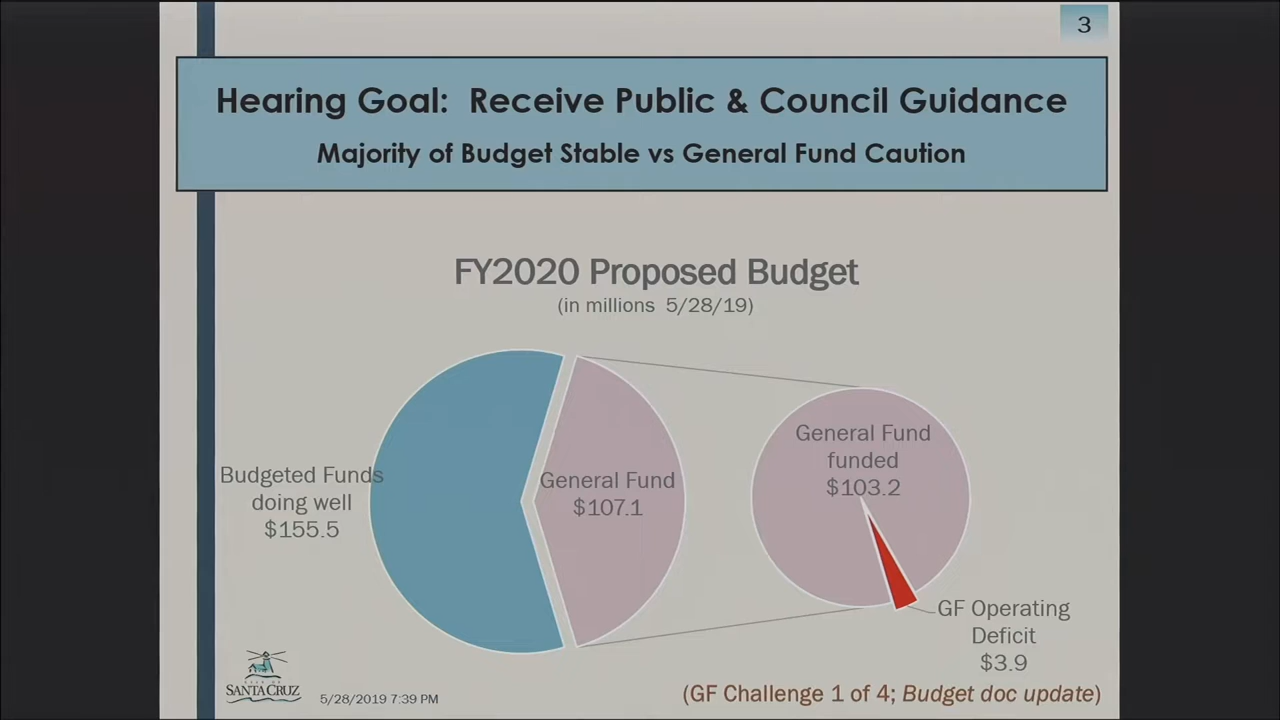 3
Hearing Goal:  Receive Public & Council Guidance
Majority of Budget Stable vs General Fund Caution
FY2020 Proposed Budget
(in millions  5/28/19)
Budgeted Funds
doing well
$155.5
General Fund
$107.1
General Fund
funded
$103.2
GF Operating
Deficit
$3.9
(GF Challenge 1 of 4; Budget doc update)
SANTA CRUZ
5/28/2019 7:39 PM